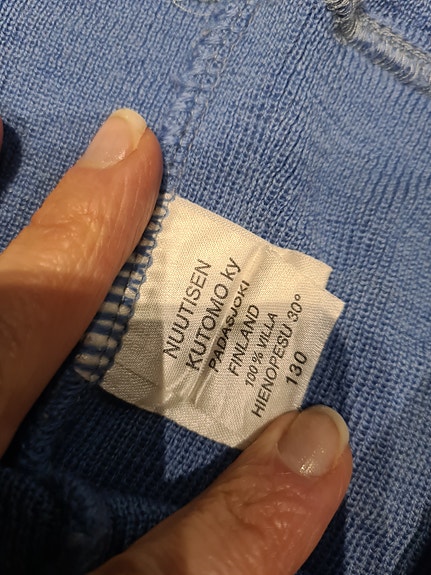 NUUTISEN
KUTOMO ky
PADASJOKI
FINLAND
100% VILLA
HIENOPESU 30°
130